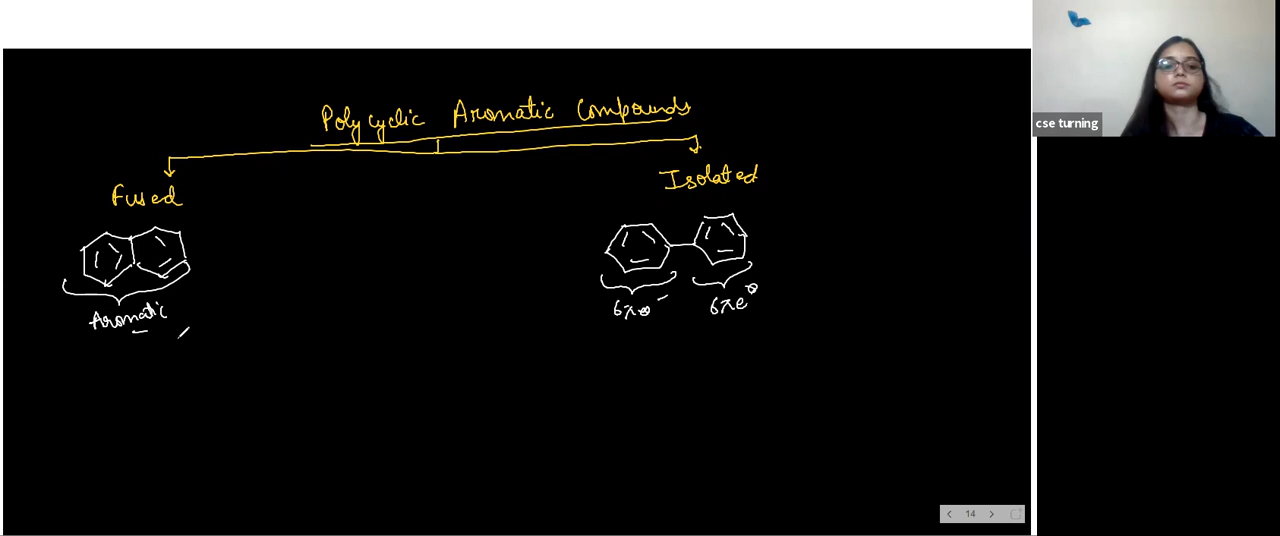 Polycyclic Aromatic Compounds
Fused
Isolated
Aromatic
6πe⁻
6πe⁻
cse turning
14